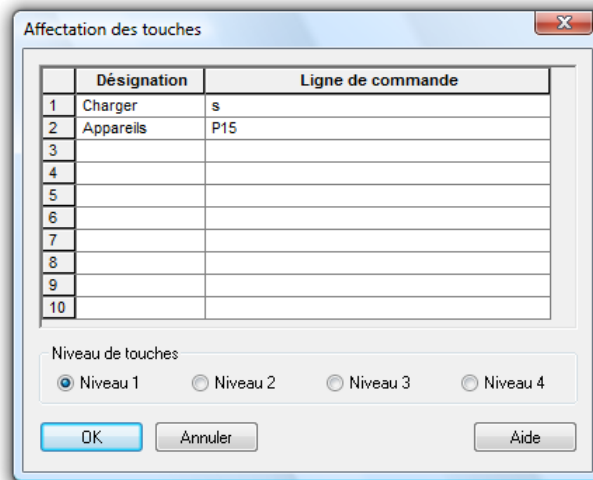 Affectation des touches
Désignation Ligne de commande
1 Charger s
2 Appareils P15
3
4
5
6
7
8
9
10
Niveau de touches
Niveau 1 Niveau 2 Niveau 3 Niveau 4
OK Annuler Aide